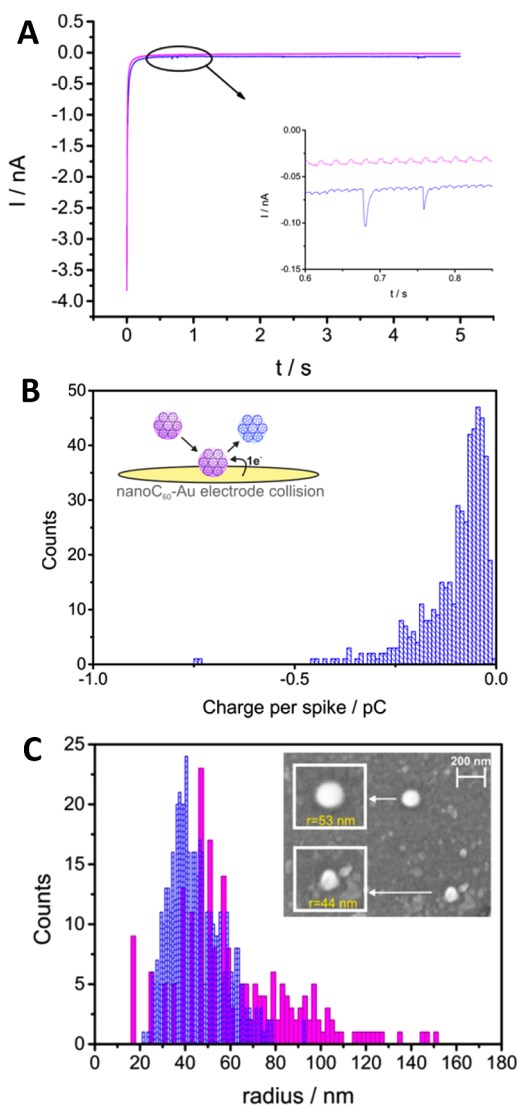 A
0.5
0.0
-0.5
-1.0
-1.5
-2.0
-2.5
-3.0
-3.5
-4.0
I / nA
0 1 2 3 4 5
t / s
0.00
-0.05
-0.10
-0.15
I / nA
0.6 0.7 0.8
t / s
B
50
40
30
20
10
0
Counts
1e⁻
nanoC₆₀-Au electrode collision
-1.0 -0.5 0.0
Charge per spike / pC
C
25
20
15
10
5
0
Counts
200 nm
r=53 nm
r=44 nm
0 20 40 60 80 100 120 140 160 180
radius / nm